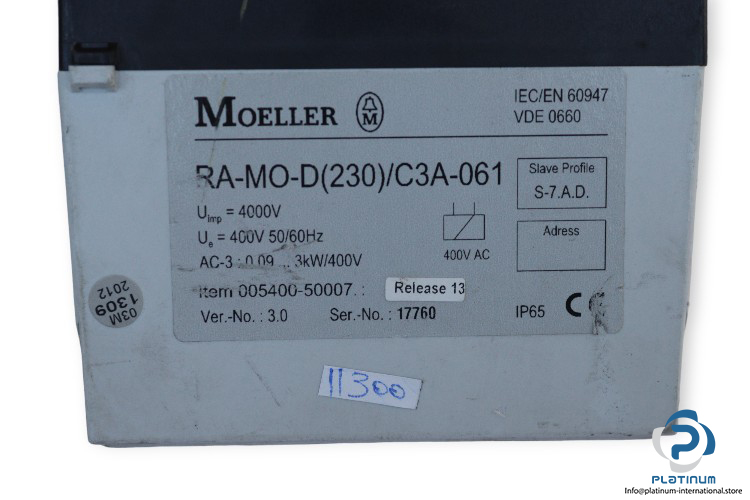 MOELLER
M
IEC/EN 60947
VDE 0660
RA-MO-D(230)/C3A-061
Slave Profile
S-7.A.D.
Uimp = 4000V
Ue = 400V 50/60Hz
AC-3 : 0,09 ... 3kW/400V
400V AC
Adress
Item 005400-50007. :
Release 13
Ver.-No. : 3.0
Ser.-No. : 17760
IP65
CE
03M
1309
2012
11300
PLATINUM
Info@platinum-international.store